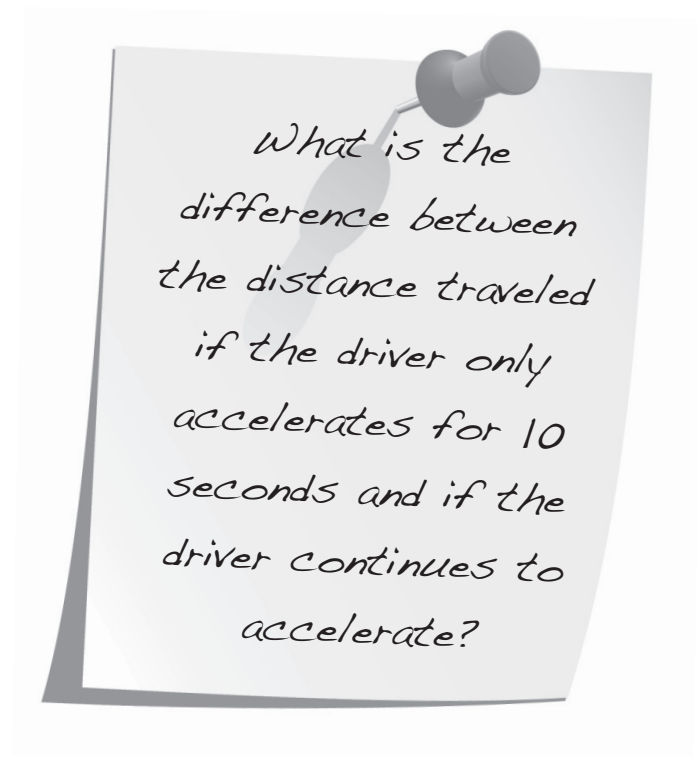 What is the
difference between
the distance traveled
if the driver only
accelerates for 10
seconds and if the
driver continues to
accelerate?